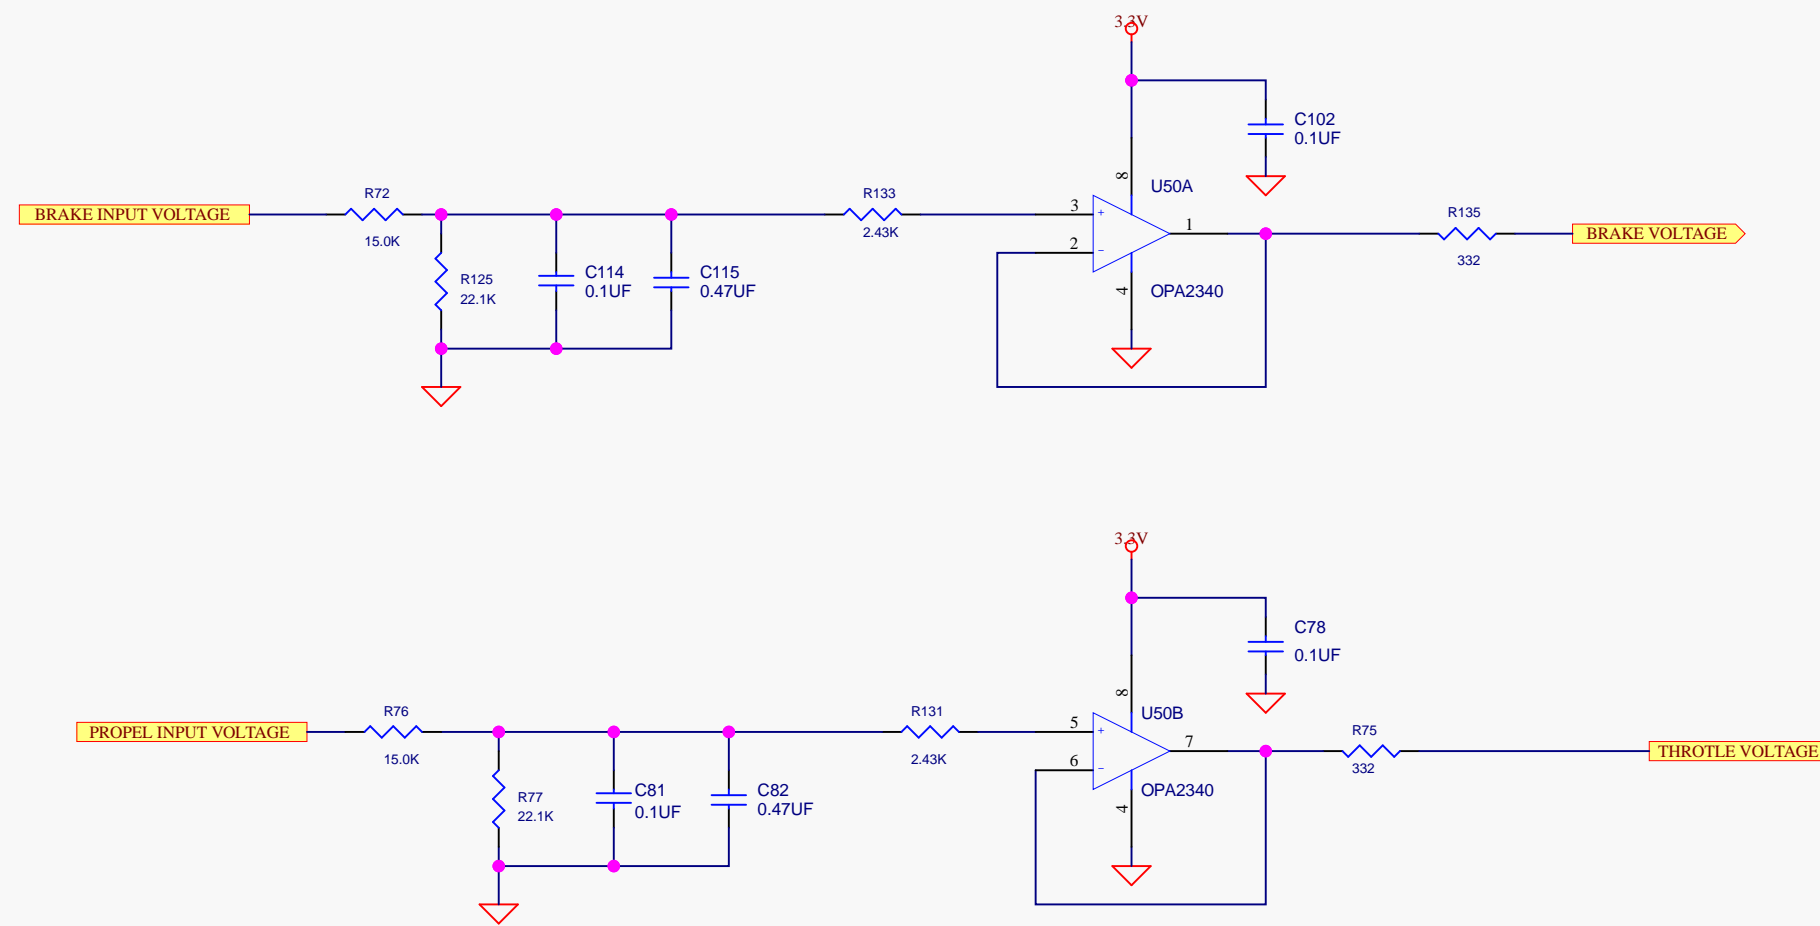 3.3V
C102
0.1UF
8
U50A
R72
R133
BRAKE INPUT VOLTAGE
3
+
R135
1
BRAKE VOLTAGE
15.0K
2.43K
2
−
332
R125
22.1K
C114
0.1UF
C115
0.47UF
4
OPA2340
3.3V
C78
0.1UF
8
U50B
R76
R131
5
+
R75
PROPEL INPUT VOLTAGE
7
THROTLE VOLTAGE
15.0K
2.43K
6
−
332
R77
22.1K
C81
0.1UF
C82
0.47UF
4
OPA2340